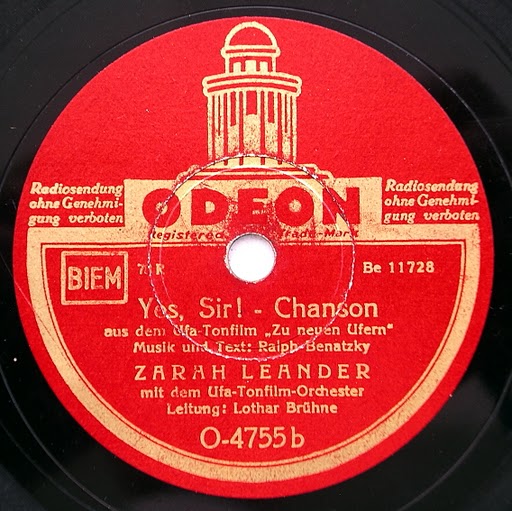 Radiosendung
ohne Genehmi-
gung verboten
ODEON
Radiosendung
ohne Genehmi-
gung verboten
Registered Trade-Mark
BIEM
R
Be 11728
Yes, Sir! - Chanson
aus dem Ufa-Tonfilm „Zu neuen Ufern"
Musik und Text: Ralph-Benatzky
ZARAH LEANDER
mit dem Ufa-Tonfilm-Orchester
Leitung: Lothar Brühne
O-4755b